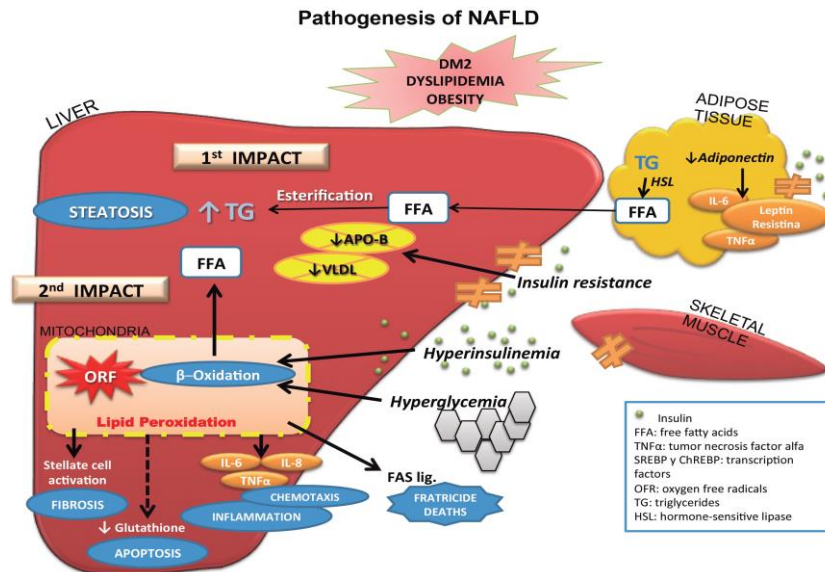 Pathogenesis of NAFLD
DM2
DYSLIPIDEMIA
OBESITY
LIVER
1st IMPACT
STEATOSIS
↑ TG
Esterification
FFA
↓APO-B
↓VLDL
Insulin resistance
ADIPOSE
TISSUE
TG
HSL
FFA
↓Adiponectin
IL-6
Leptin
Resistina
TNFα
≠
≠
≠
FFA
2nd IMPACT
MITOCHONDRIA
ORF
β–Oxidation
Lipid Peroxidation
Hyperinsulinemia
Hyperglycemia
SKELETAL
MUSCLE
≠
Stellate cell
activation
FIBROSIS
↓ Glutathione
APOPTOSIS
IL-6
IL-8
TNFα
CHEMOTAXIS
INFLAMMATION
FAS lig.
FRATRICIDE
DEATHS
Insulin
FFA: free fatty acids
TNFα: tumor necrosis factor alfa
SREBP y ChREBP: transcription
factors
OFR: oxygen free radicals
TG: triglycerides
HSL: hormone-sensitive lipase